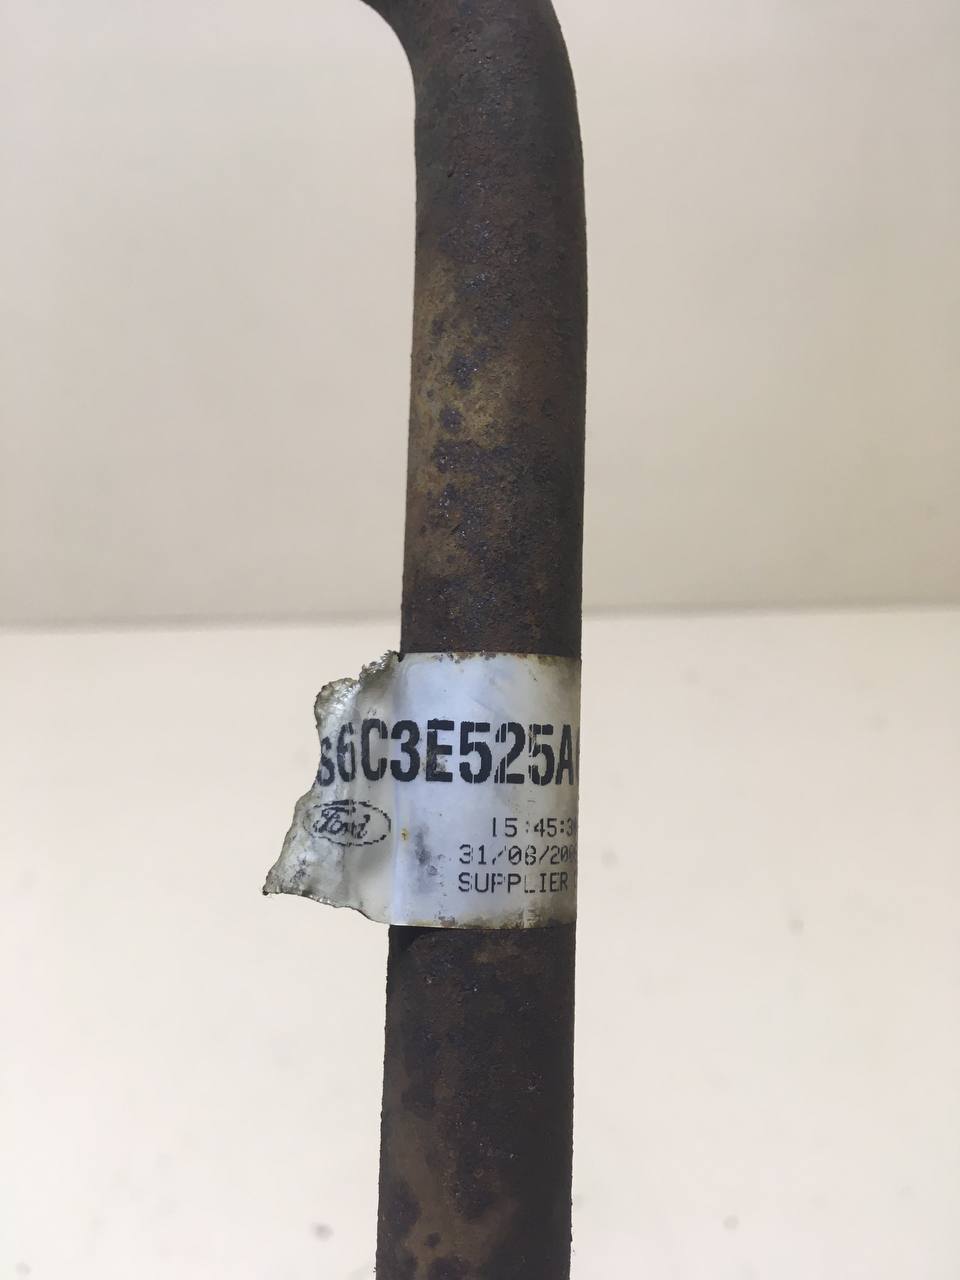 s6C3E525A
Ford
15:45:3
31/08/200
SUPPLIER